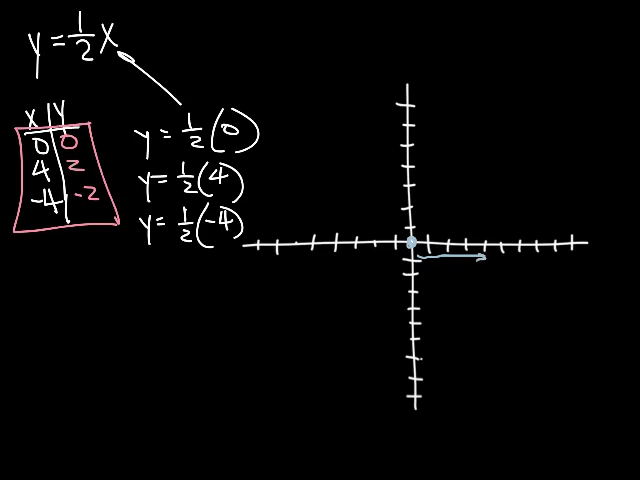 y = 1/2 x
x | y
0 | 0
4 | 2
-4 | -2
y = 1/2 (0)
y = 1/2 (4)
y = 1/2 (-4)